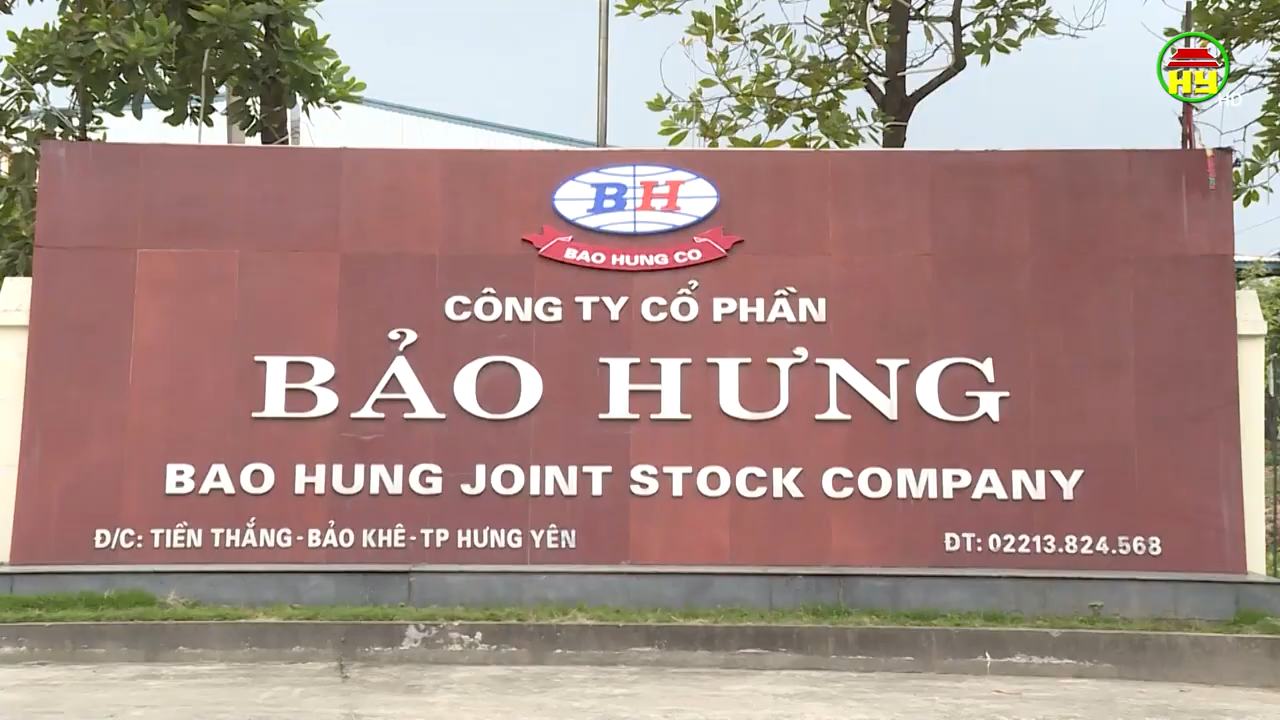 HY
HD
BH
BAO HUNG CO
CÔNG TY CỔ PHẦN
BẢO HƯNG
BAO HUNG JOINT STOCK COMPANY
Đ/C: TIỀN THẮNG - BẢO KHÊ - TP HƯNG YÊN
ĐT: 02213.824.568